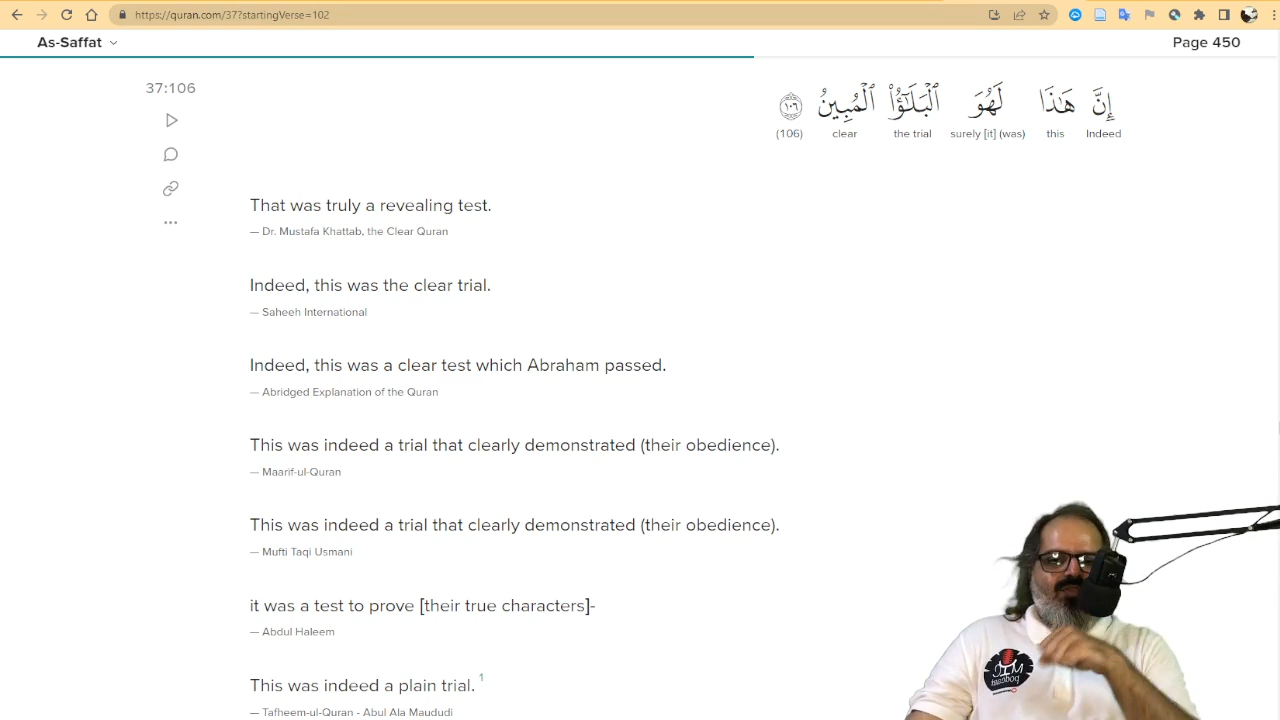 https://quran.com/37?startingVerse=102
As-Saffat
Page 450
37:106
إِنَّ هَـٰذَا لَهُوَ ٱلْبَلَـٰٓؤُا۟ ٱلْمُبِينُ ١٠٦
Indeed this surely [it] (was) the trial clear (106)
That was truly a revealing test.
— Dr. Mustafa Khattab, the Clear Quran
Indeed, this was the clear trial.
— Saheeh International
Indeed, this was a clear test which Abraham passed.
— Abridged Explanation of the Quran
This was indeed a trial that clearly demonstrated (their obedience).
— Maarif-ul-Quran
This was indeed a trial that clearly demonstrated (their obedience).
— Mufti Taqi Usmani
it was a test to prove [their true characters]-
— Abdul Haleem
This was indeed a plain trial. 1
— Tafheem-ul-Quran - Abul Ala Maududi